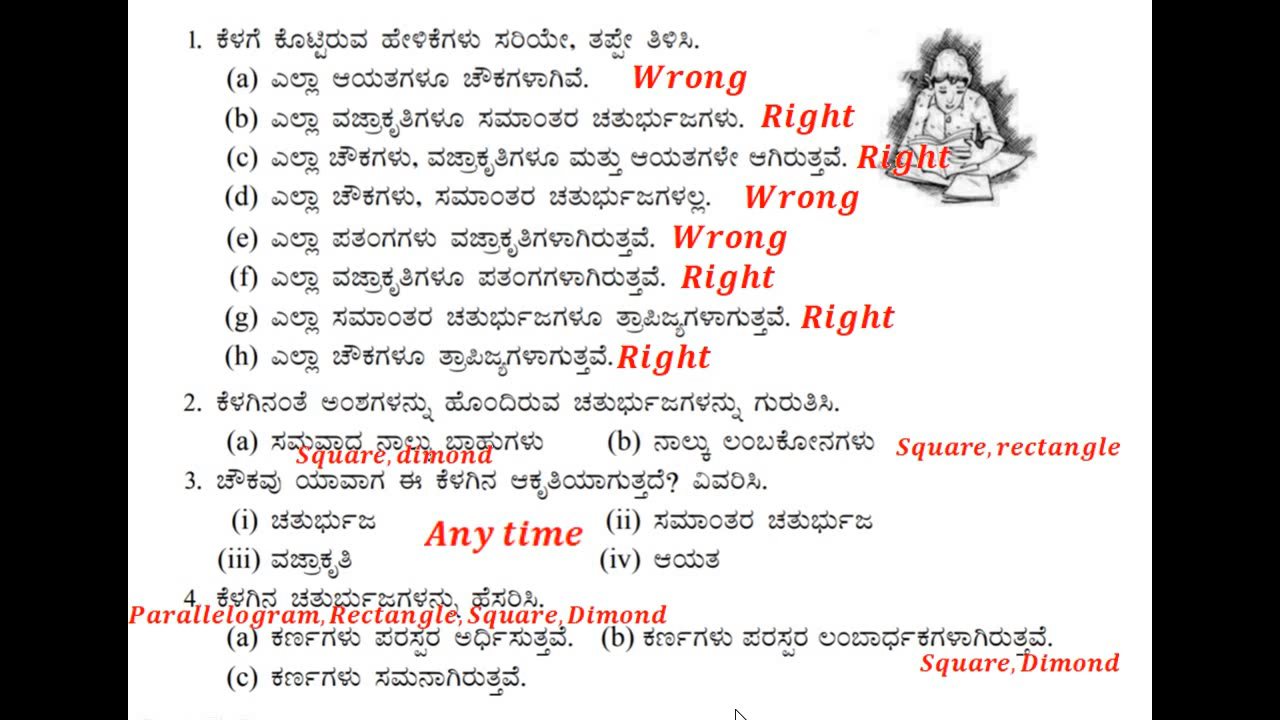 1. ಕೆಳಗೆ ಕೊಟ್ಟಿರುವ ಹೇಳಿಕೆಗಳು ಸರಿಯೇ, ತಪ್ಪೇ ತಿಳಿಸಿ.
(a) ಎಲ್ಲಾ ಆಯತಗಳೂ ಚೌಕಗಳಾಗಿವೆ. Wrong
(b) ಎಲ್ಲಾ ವಜ್ರಾಕೃತಿಗಳೂ ಸಮಾಂತರ ಚತುರ್ಭುಜಗಳು. Right
(c) ಎಲ್ಲಾ ಚೌಕಗಳು, ವಜ್ರಾಕೃತಿಗಳೂ ಮತ್ತು ಆಯತಗಳೇ ಆಗಿರುತ್ತವೆ. Right
(d) ಎಲ್ಲಾ ಚೌಕಗಳು, ಸಮಾಂತರ ಚತುರ್ಭುಜಗಳಲ್ಲ. Wrong
(e) ಎಲ್ಲಾ ಪತಂಗಗಳು ವಜ್ರಾಕೃತಿಗಳಾಗಿರುತ್ತವೆ. Wrong
(f) ಎಲ್ಲಾ ವಜ್ರಾಕೃತಿಗಳೂ ಪತಂಗಗಳಾಗಿರುತ್ತವೆ. Right
(g) ಎಲ್ಲಾ ಸಮಾಂತರ ಚತುರ್ಭುಜಗಳೂ ತ್ರಾಪಿಜ್ಯಗಳಾಗುತ್ತವೆ. Right
(h) ಎಲ್ಲಾ ಚೌಕಗಳೂ ತ್ರಾಪಿಜ್ಯಗಳಾಗುತ್ತವೆ. Right
2. ಕೆಳಗಿನಂತೆ ಅಂಶಗಳನ್ನು ಹೊಂದಿರುವ ಚತುರ್ಭುಜಗಳನ್ನು ಗುರುತಿಸಿ.
(a) ಸಮವಾದ ನಾಲ್ಕು ಬಾಹುಗಳು (b) ನಾಲ್ಕು ಲಂಬಕೋನಗಳು Square, rectangle
Square, dimond
3. ಚೌಕವು ಯಾವಾಗ ಈ ಕೆಳಗಿನ ಆಕೃತಿಯಾಗುತ್ತದೆ? ವಿವರಿಸಿ.
(i) ಚತುರ್ಭುಜ (ii) ಸಮಾಂತರ ಚತುರ್ಭುಜ
Any time
(iii) ವಜ್ರಾಕೃತಿ (iv) ಆಯತ
4. ಕೆಳಗಿನ ಚತುರ್ಭುಜಗಳನ್ನು ಹೆಸರಿಸಿ.
Parallelogram, Rectangle, Square, Dimond
(a) ಕರ್ಣಗಳು ಪರಸ್ಪರ ಅರ್ಧಿಸುತ್ತವೆ. (b) ಕರ್ಣಗಳು ಪರಸ್ಪರ ಲಂಬಾರ್ಧಕಗಳಾಗಿರುತ್ತವೆ.
Square, Dimond
(c) ಕರ್ಣಗಳು ಸಮನಾಗಿರುತ್ತವೆ.